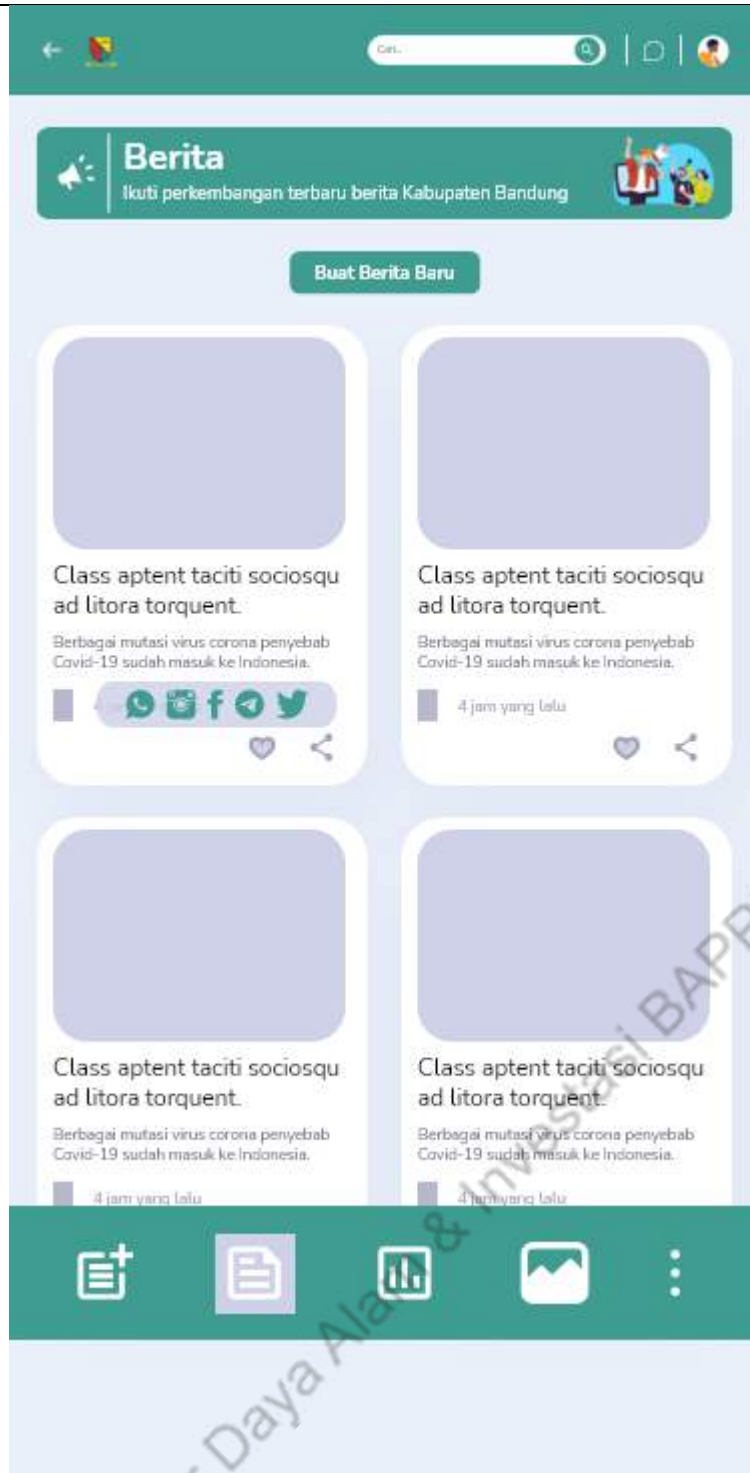 Cari..
Berita
Ikuti perkembangan terbaru berita Kabupaten Bandung
Buat Berita Baru
Class aptent taciti sociosqu
ad litora torquent.
Berbagai mutasi virus corona penyebab
Covid-19 sudah masuk ke Indonesia.
Class aptent taciti sociosqu
ad litora torquent.
Berbagai mutasi virus corona penyebab
Covid-19 sudah masuk ke Indonesia.
4 jam yang lalu
Class aptent taciti sociosqu
ad litora torquent.
Berbagai mutasi virus corona penyebab
Covid-19 sudah masuk ke Indonesia.
4 jam yang lalu
Class aptent taciti sociosqu
ad litora torquent.
Berbagai mutasi virus corona penyebab
Covid-19 sudah masuk ke Indonesia.
4 jam yang lalu
Daya Alam & Investasi